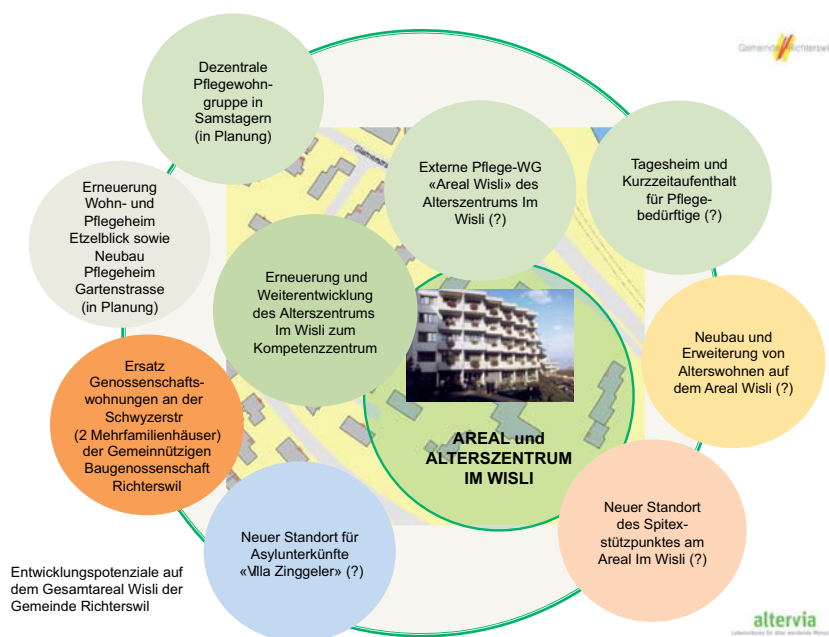 Gemeinde Richterswil
Dezentrale
Pflegewohn-
gruppe in
Samstagern
(in Planung)
Externe Pflege-WG
«Areal Wisli» des
Alterszentrums Im
Wisli (?)
Tagesheim und
Kurzzeitaufenthalt
für Pflege-
bedürftige (?)
Erneuerung
Wohn- und
Pflegeheim
Etzelblick sowie
Neubau
Pflegeheim
Gartenstrasse
(in Planung)
Erneuerung und
Weiterentwicklung
des Alterszentrums
Im Wisli zum
Kompetenzzentrum
Neubau und
Erweiterung von
Alterswohnen auf
dem Areal Wisli (?)
Ersatz
Genossenschafts-
wohnungen an der
Schwyzerstr
(2 Mehrfamilienhäuser)
der Gemeinnützigen
Baugenossenschaft
Richterswil
AREAL und
ALTERSZENTRUM
IM WISLI
Neuer Standort
des Spitex-
stützpunktes am
Areal Im Wisli (?)
Neuer Standort für
Asylunterkünfte
«Villa Zinggeler» (?)
Entwicklungspotenziale auf
dem Gesamtareal Wisli der
Gemeinde Richterswil
altervia